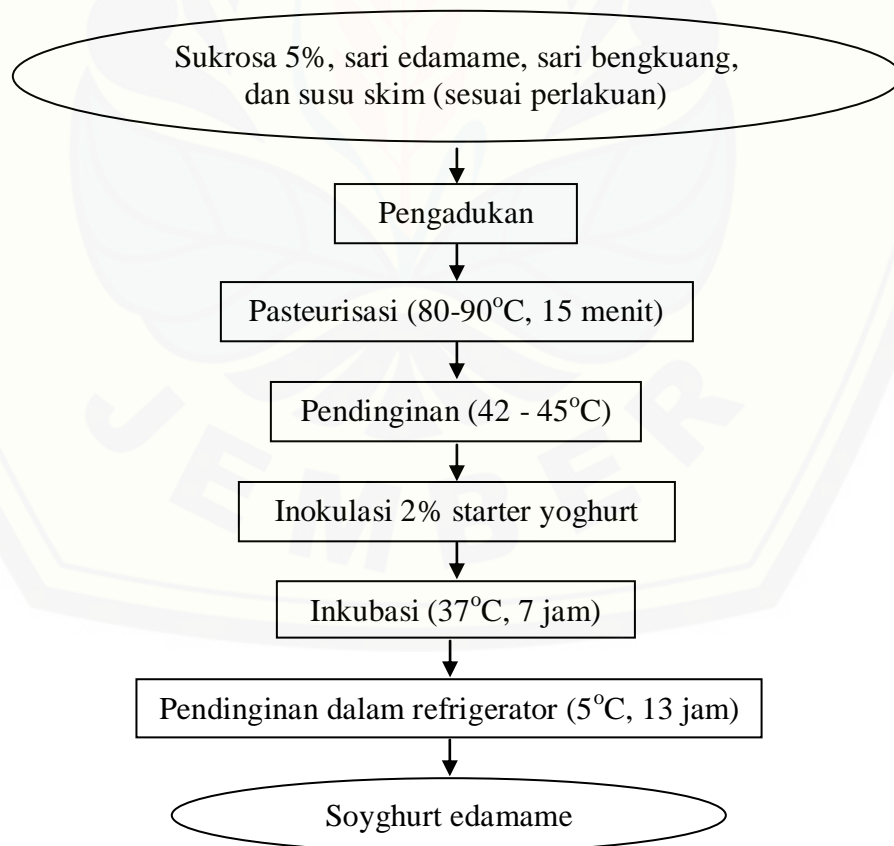 Sukrosa 5%, sari edamame, sari bengkuang,
dan susu skim (sesuai perlakuan)
Pengadukan
Pasteurisasi (80-90°C, 15 menit)
Pendinginan (42 - 45°C)
JEMBER
Inokulasi 2% starter yoghurt
Inkubasi (37°C, 7 jam)
Pendinginan dalam refrigerator (5°C, 13 jam)
Soyghurt edamame